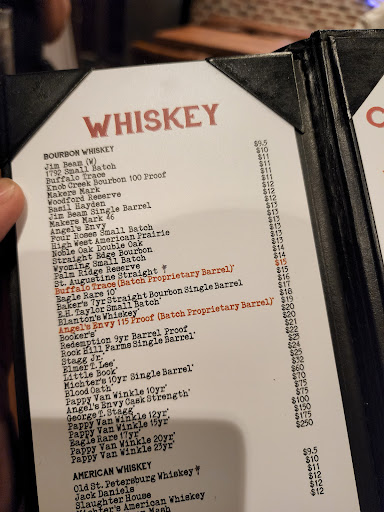 WHISKEY
BOURBON WHISKEY
Jim Beam (W)
1792 Small Batch
Buffalo Trace
Knob Creek Bourbon 100 Proof
Makers Mark
Woodford Reserve
Basil Hayden
Jim Beam Single Barrel
Makers Mark 46
Angel's Envy
Four Roses Small Batch
High West American Prairie
Noble Oak Double Oak
Straight Edge Bourbon
Wyoming Small Batch
Palm Ridge Reserve
St. Augustine Straight
Buffalo Trace (Batch Proprietary Barrel)*
Eagle Rare 10*
Baker's 7yr Straight Bourbon Single Barrel
E.H. Taylor Small Batch*
Blanton's Whiskey*
Angel's Envy 115 Proof (Batch Proprietary Barrel)*
Booker's*
Redemption 9yr Barrel Proof
Rock Hill Farms Single Barrel*
Stagg Jr.*
Elmer T. Lee*
Little Book*
Michter's 10yr Single Barrel*
Blood Oath*
Pappy Van Winkle 10yr*
Angel's Envy Cask Strength*
George T. Stagg*
Pappy Van Winkle 12yr*
Pappy Van Winkle 15yr*
Eagle Rare 17yr*
Pappy Van Winkle 20yr*
Pappy Van Winkle 23yr*
$9.5
$10
$11
$11
$11
$12
$12
$12
$13
$13
$13
$13
$13
$13
$14
$14
$15
$15
$16
$17
$18
$19
$20
$20
$21
$22
$23
$24
$25
$32
$60
$70
$75
$75
$100
$150
$175
$250
AMERICAN WHISKEY
Old St. Petersburg Whiskey
Jack Daniels
Slaughter House
Michter's American Whiskey
Mash
$9.5
$10
$11
$12
$12
$12